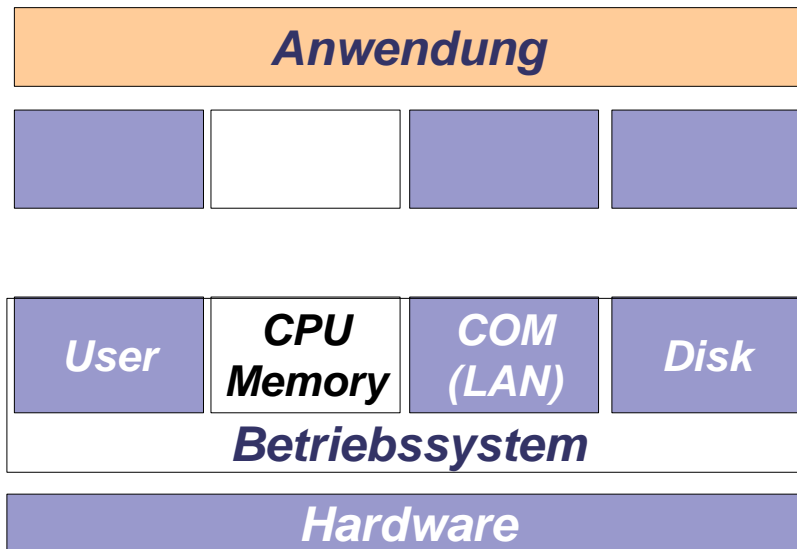 Anwendung
User
CPU
Memory
COM
(LAN)
Disk
Betriebssystem
Hardware